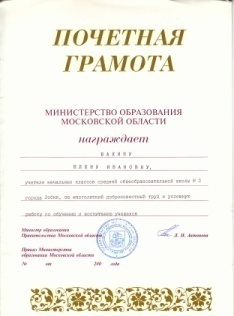 ПОЧЕТНАЯ
ГРАМОТА
МИНИСТЕРСТВО ОБРАЗОВАНИЯ
МОСКОВСКОЙ ОБЛАСТИ
награждает
ИВАНОВНУ,
учителя начальных классов средней общеобразовательной школы № 3
города Лобни, за многолетний добросовестный труд и успешную
работу по обучению и воспитанию учащихся
Министр образования
Правительства Московской области
Л. Н. Антонова
Приказ Министерства
образования Московской области
№ от 200 года